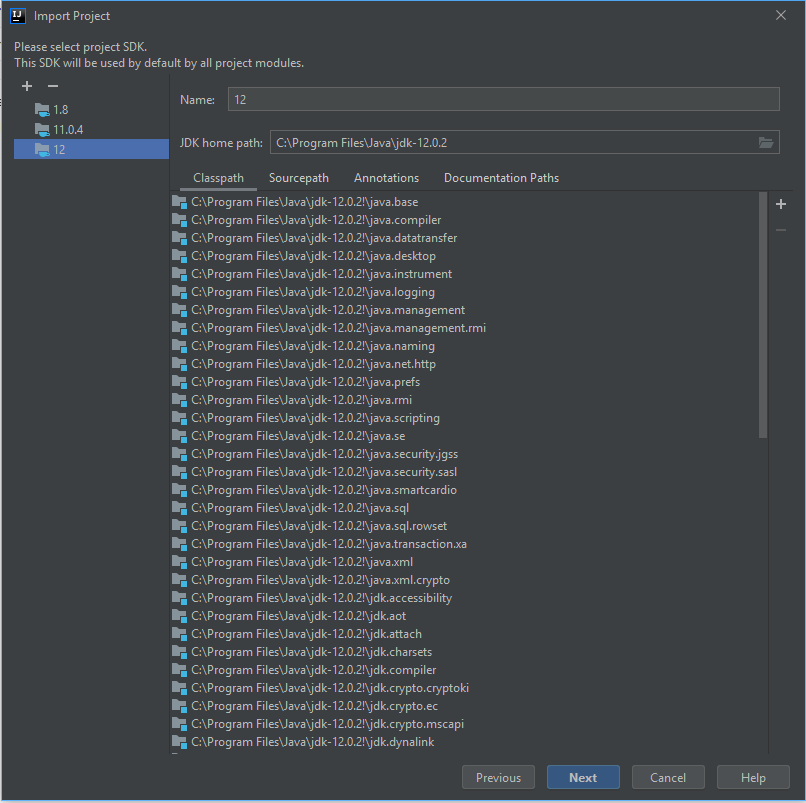 IJ Import Project
Please select project SDK.
This SDK will be used by default by all project modules.
1.8
11.0.4
12
Name: 12
JDK home path: C:\Program Files\Java\jdk-12.0.2
Classpath Sourcepath Annotations Documentation Paths
C:\Program Files\Java\jdk-12.0.2!\java.base
C:\Program Files\Java\jdk-12.0.2!\java.compiler
C:\Program Files\Java\jdk-12.0.2!\java.datatransfer
C:\Program Files\Java\jdk-12.0.2!\java.desktop
C:\Program Files\Java\jdk-12.0.2!\java.instrument
C:\Program Files\Java\jdk-12.0.2!\java.logging
C:\Program Files\Java\jdk-12.0.2!\java.management
C:\Program Files\Java\jdk-12.0.2!\java.management.rmi
C:\Program Files\Java\jdk-12.0.2!\java.naming
C:\Program Files\Java\jdk-12.0.2!\java.net.http
C:\Program Files\Java\jdk-12.0.2!\java.prefs
C:\Program Files\Java\jdk-12.0.2!\java.rmi
C:\Program Files\Java\jdk-12.0.2!\java.scripting
C:\Program Files\Java\jdk-12.0.2!\java.se
C:\Program Files\Java\jdk-12.0.2!\java.security.jgss
C:\Program Files\Java\jdk-12.0.2!\java.security.sasl
C:\Program Files\Java\jdk-12.0.2!\java.smartcardio
C:\Program Files\Java\jdk-12.0.2!\java.sql
C:\Program Files\Java\jdk-12.0.2!\java.sql.rowset
C:\Program Files\Java\jdk-12.0.2!\java.transaction.xa
C:\Program Files\Java\jdk-12.0.2!\java.xml
C:\Program Files\Java\jdk-12.0.2!\java.xml.crypto
C:\Program Files\Java\jdk-12.0.2!\jdk.accessibility
C:\Program Files\Java\jdk-12.0.2!\jdk.aot
C:\Program Files\Java\jdk-12.0.2!\jdk.attach
C:\Program Files\Java\jdk-12.0.2!\jdk.charsets
C:\Program Files\Java\jdk-12.0.2!\jdk.compiler
C:\Program Files\Java\jdk-12.0.2!\jdk.crypto.cryptoki
C:\Program Files\Java\jdk-12.0.2!\jdk.crypto.ec
C:\Program Files\Java\jdk-12.0.2!\jdk.crypto.mscapi
C:\Program Files\Java\jdk-12.0.2!\jdk.dynalink
Previous Next Cancel Help